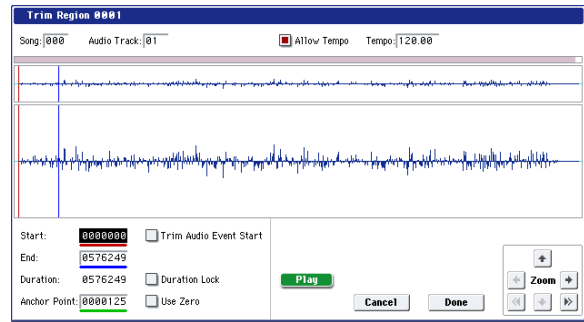 Trim Region 0001
Song: 000 Audio Track: 01 Allow Tempo Tempo: 120.00
Start: 0000000 Trim Audio Event Start
End: 0576249
Duration: 0576249 Duration Lock Play Zoom
Anchor Point: 0000125 Use Zero Cancel Done